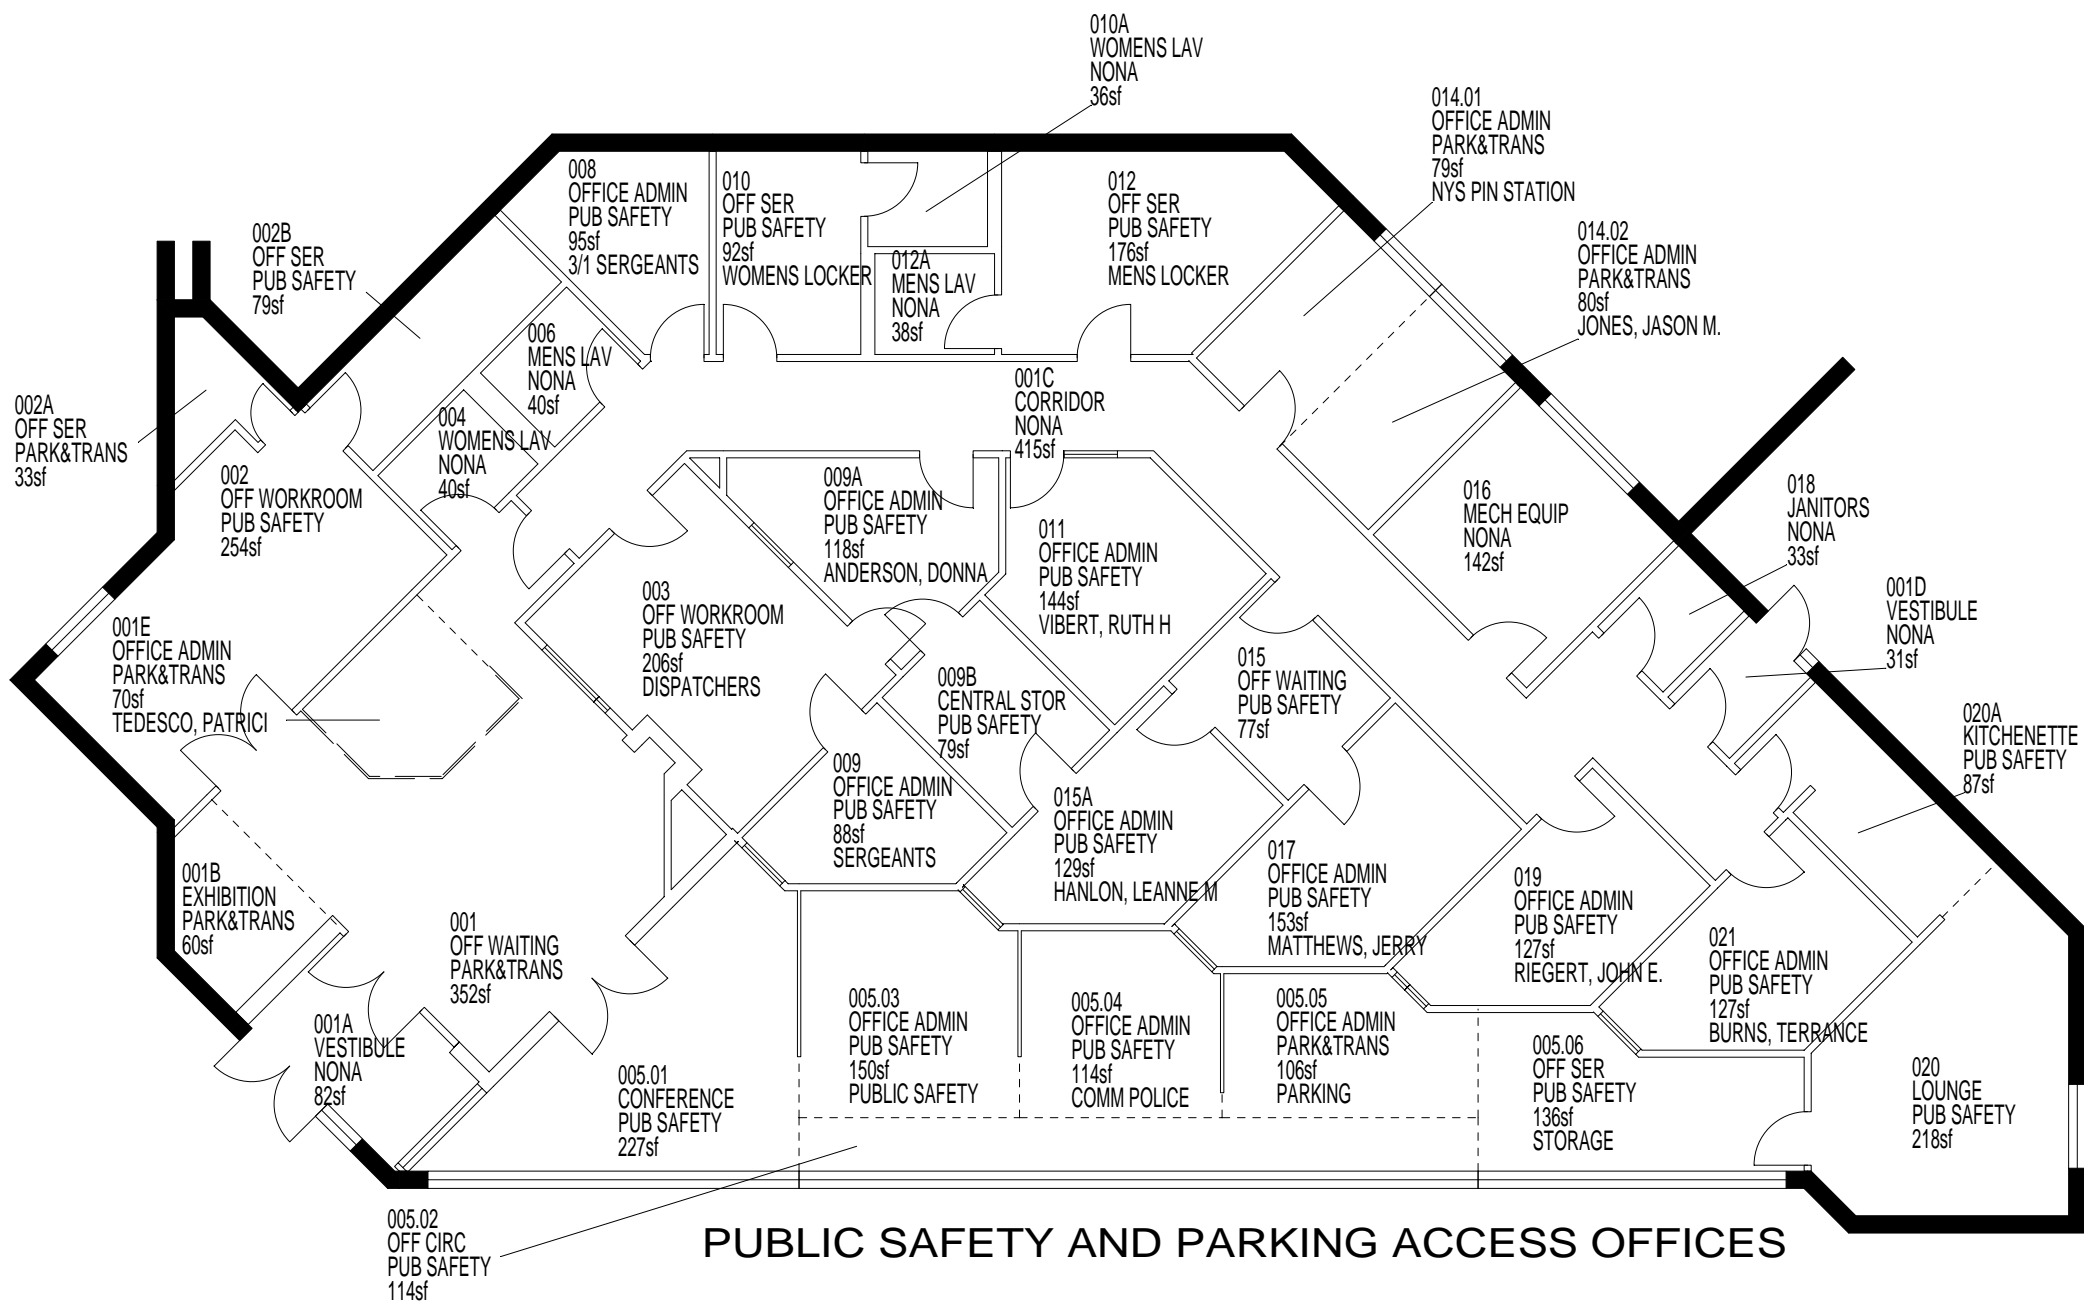 010A
WOMENS LAV
NONA
36sf
014.01
OFFICE ADMIN
PARK&TRANS
79sf
NYS PIN STATION
008
OFFICE ADMIN
PUB SAFETY
95sf
3/1 SERGEANTS
010
OFF SER
PUB SAFETY
92sf
WOMENS LOCKER
012
OFF SER
PUB SAFETY
176sf
MENS LOCKER
002B
OFF SER
PUB SAFETY
79sf
014.02
OFFICE ADMIN
PARK&TRANS
80sf
JONES, JASON M.
012A
MENS LAV
NONA
38sf
006
MENS LAV
NONA
40sf
001C
CORRIDOR
NONA
415sf
002A
OFF SER
PARK&TRANS
33sf
004
WOMENS LAV
NONA
40sf
002
OFF WORKROOM
PUB SAFETY
254sf
009A
OFFICE ADMIN
PUB SAFETY
118sf
ANDERSON, DONNA
011
OFFICE ADMIN
PUB SAFETY
144sf
VIBERT, RUTH H
016
MECH EQUIP
NONA
142sf
018
JANITORS
NONA
33sf
001D
VESTIBULE
NONA
31sf
003
OFF WORKROOM
PUB SAFETY
206sf
DISPATCHERS
001E
OFFICE ADMIN
PARK&TRANS
70sf
TEDESCO, PATRICI
009B
CENTRAL STOR
PUB SAFETY
79sf
015
OFF WAITING
PUB SAFETY
77sf
020A
KITCHENETTE
PUB SAFETY
87sf
009
OFFICE ADMIN
PUB SAFETY
88sf
SERGEANTS
015A
OFFICE ADMIN
PUB SAFETY
129sf
HANLON, LEANNE M
017
OFFICE ADMIN
PUB SAFETY
153sf
MATTHEWS, JERRY
019
OFFICE ADMIN
PUB SAFETY
127sf
RIEGERT, JOHN E.
021
OFFICE ADMIN
PUB SAFETY
127sf
BURNS, TERRANCE
001B
EXHIBITION
PARK&TRANS
60sf
001
OFF WAITING
PARK&TRANS
352sf
001A
VESTIBULE
NONA
82sf
005.01
CONFERENCE
PUB SAFETY
227sf
005.03
OFFICE ADMIN
PUB SAFETY
150sf
PUBLIC SAFETY
005.04
OFFICE ADMIN
PUB SAFETY
114sf
COMM POLICE
005.05
OFFICE ADMIN
PARK&TRANS
106sf
PARKING
005.06
OFF SER
PUB SAFETY
136sf
STORAGE
020
LOUNGE
PUB SAFETY
218sf
005.02
OFF CIRC
PUB SAFETY
114sf
PUBLIC SAFETY AND PARKING ACCESS OFFICES